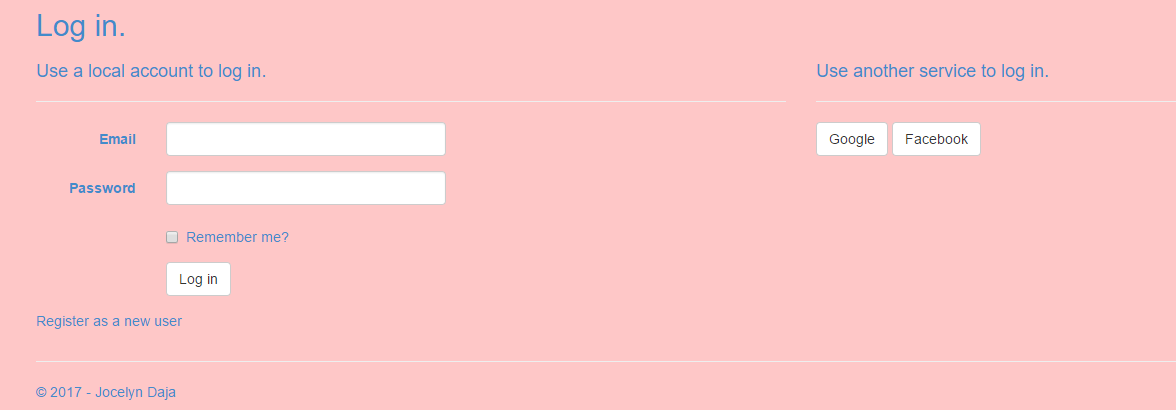 Log in.
Use a local account to log in.
Email
Password
Remember me?
Log in
Register as a new user
Use another service to log in.
Google Facebook
© 2017 - Jocelyn Daja